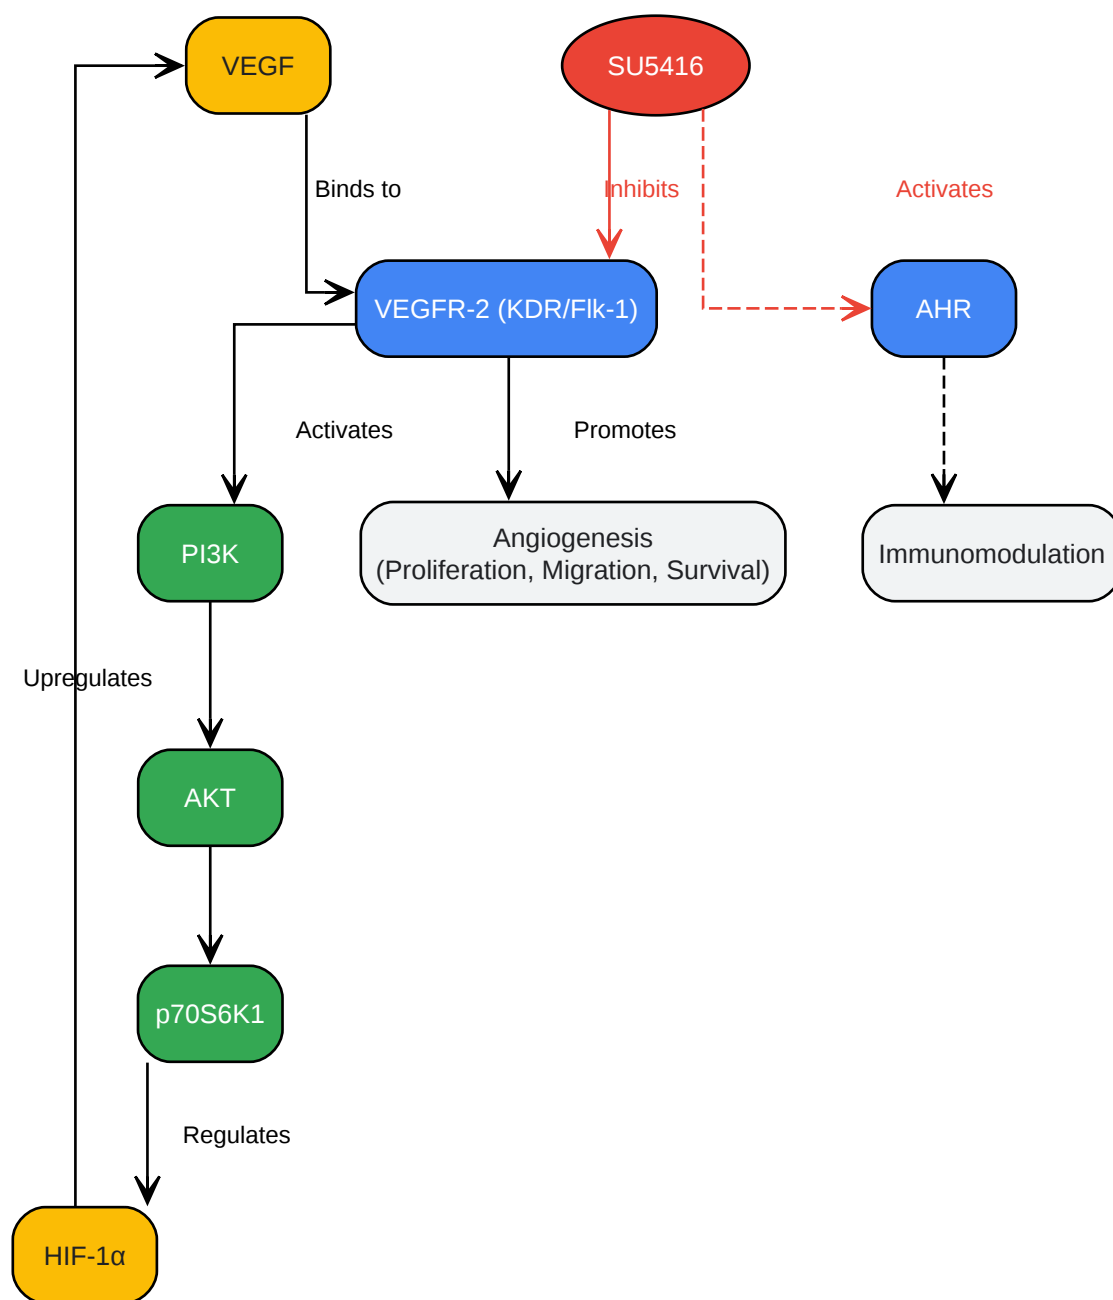 VEGF
SU5416
Binds to
Inhibits
Activates
VEGFR-2 (KDR/Flk-1)
AHR
Activates
Promotes
PI3K
Angiogenesis
(Proliferation, Migration, Survival)
Immunomodulation
Upregulates
AKT
p70S6K1
Regulates
HIF-1α